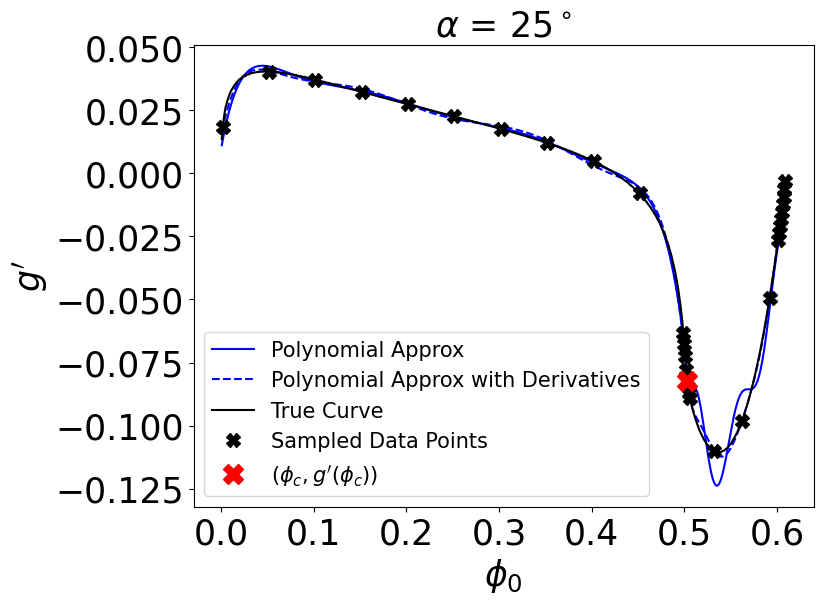 α = 25°
0.050
0.025
0.000
−0.025
−0.050
−0.075
−0.100
−0.125
g′
Polynomial Approx
Polynomial Approx with Derivatives
True Curve
Sampled Data Points
(ϕc, g′(ϕc))
0.0 0.1 0.2 0.3 0.4 0.5 0.6
ϕ0